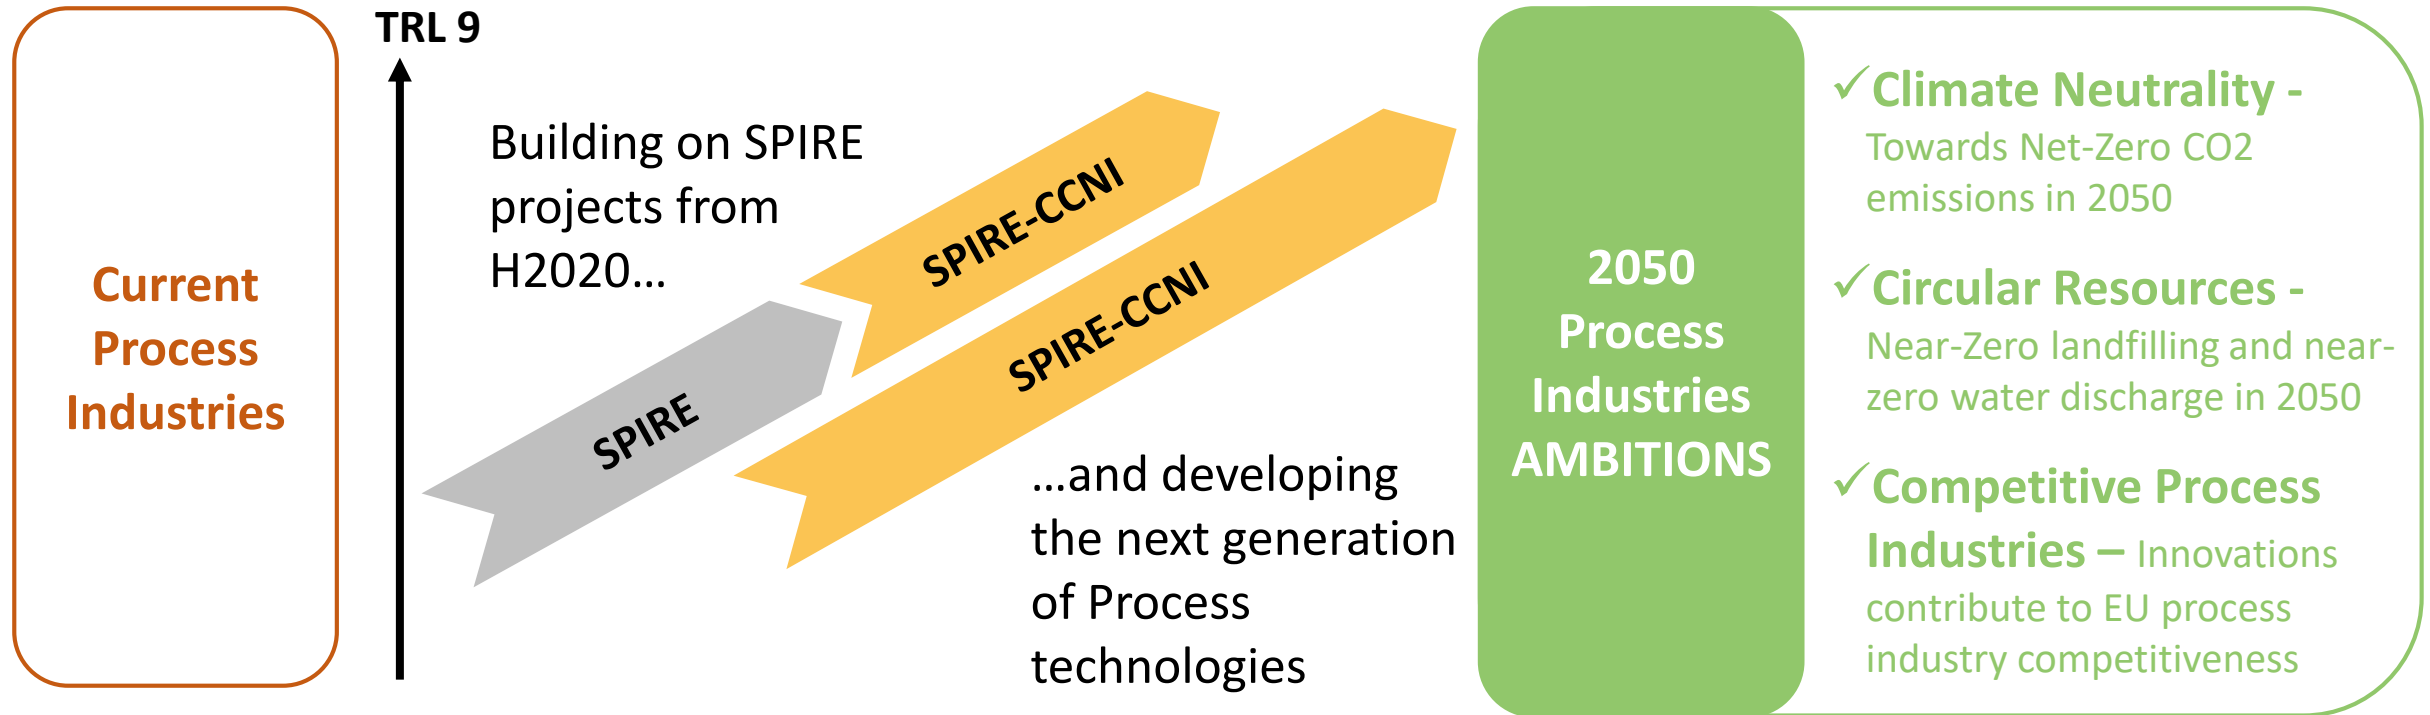 Current
Process
Industries
TRL 9
Building on SPIRE
projects from
H2020...
SPIRE
SPIRE-CCNI
SPIRE-CCNI
...and developing
the next generation
of Process
technologies
2050
Process
Industries
AMBITIONS
✓Climate Neutrality -
Towards Net-Zero CO2
emissions in 2050
✓Circular Resources -
Near-Zero landfilling and near-
zero water discharge in 2050
✓Competitive Process
Industries – Innovations
contribute to EU process
industry competitiveness